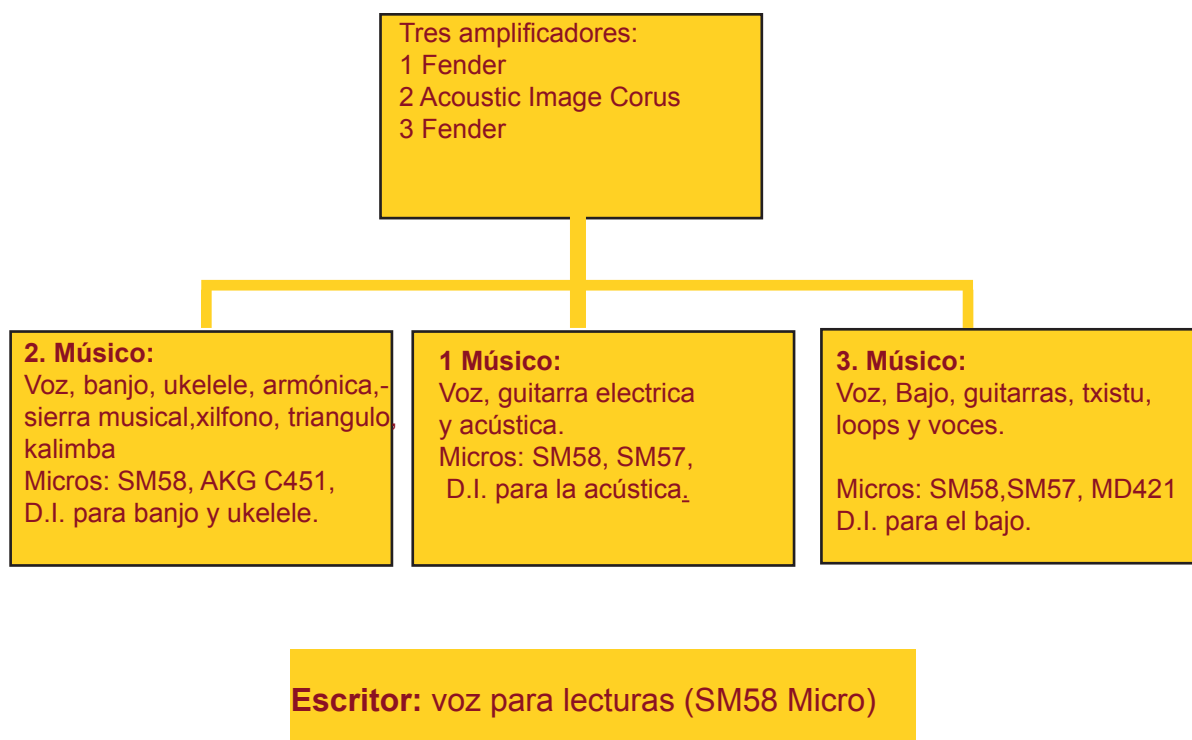 Tres amplificadores:
1 Fender
2 Acoustic Image Corus
3 Fender
2. Músico:
Voz, banjo, ukelele, armónica,-
sierra musical,xilfono, triangulo,
kalimba
Micros: SM58, AKG C451,
D.I. para banjo y ukelele.
1 Músico:
Voz, guitarra electrica
y acústica.
Micros: SM58, SM57,
D.I. para la acústica.
3. Músico:
Voz, Bajo, guitarras, txistu,
loops y voces.
Micros: SM58,SM57, MD421
D.I. para el bajo.
Escritor: voz para lecturas (SM58 Micro)